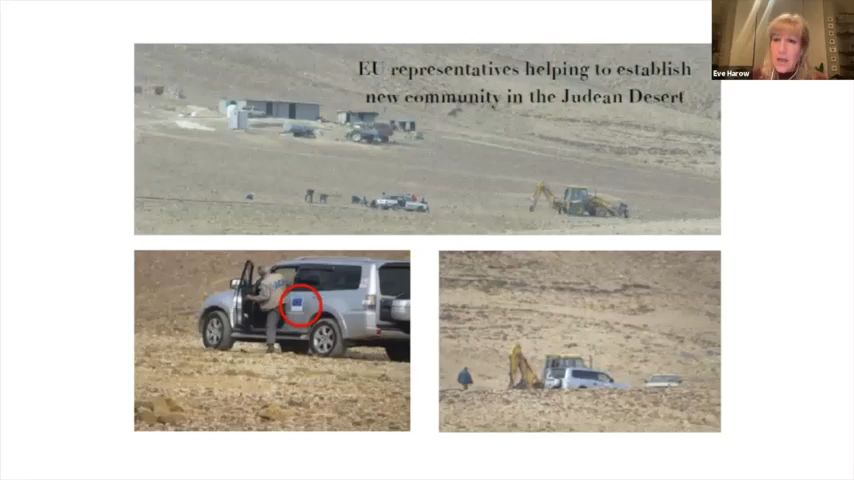 EU representatives helping to establish
new community in the Judean Desert
Eve Harow